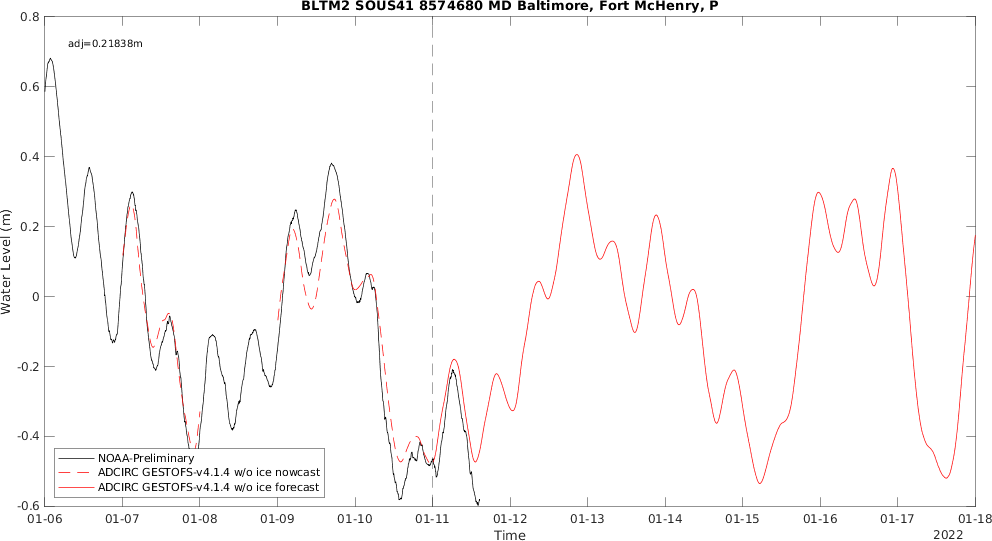 BLTM2 SOUS41 8574680 MD Baltimore, Fort McHenry, P
adj=0.21838m
0.8
0.6
0.4
0.2
0
-0.2
-0.4
-0.6
Water Level (m)
NOAA-Preliminary
ADCIRC GESTOFS-v4.1.4 w/o ice nowcast
ADCIRC GESTOFS-v4.1.4 w/o ice forecast
01-06 01-07 01-08 01-09 01-10 01-11 01-12 01-13 01-14 01-15 01-16 01-17 01-18
Time
2022